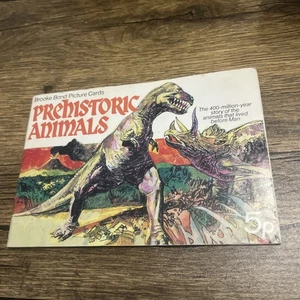 Brooke Bond Picture Cards
PREHISTORIC
ANIMALS
The 400-million-year
story of the
animals that lived
before Man
5p